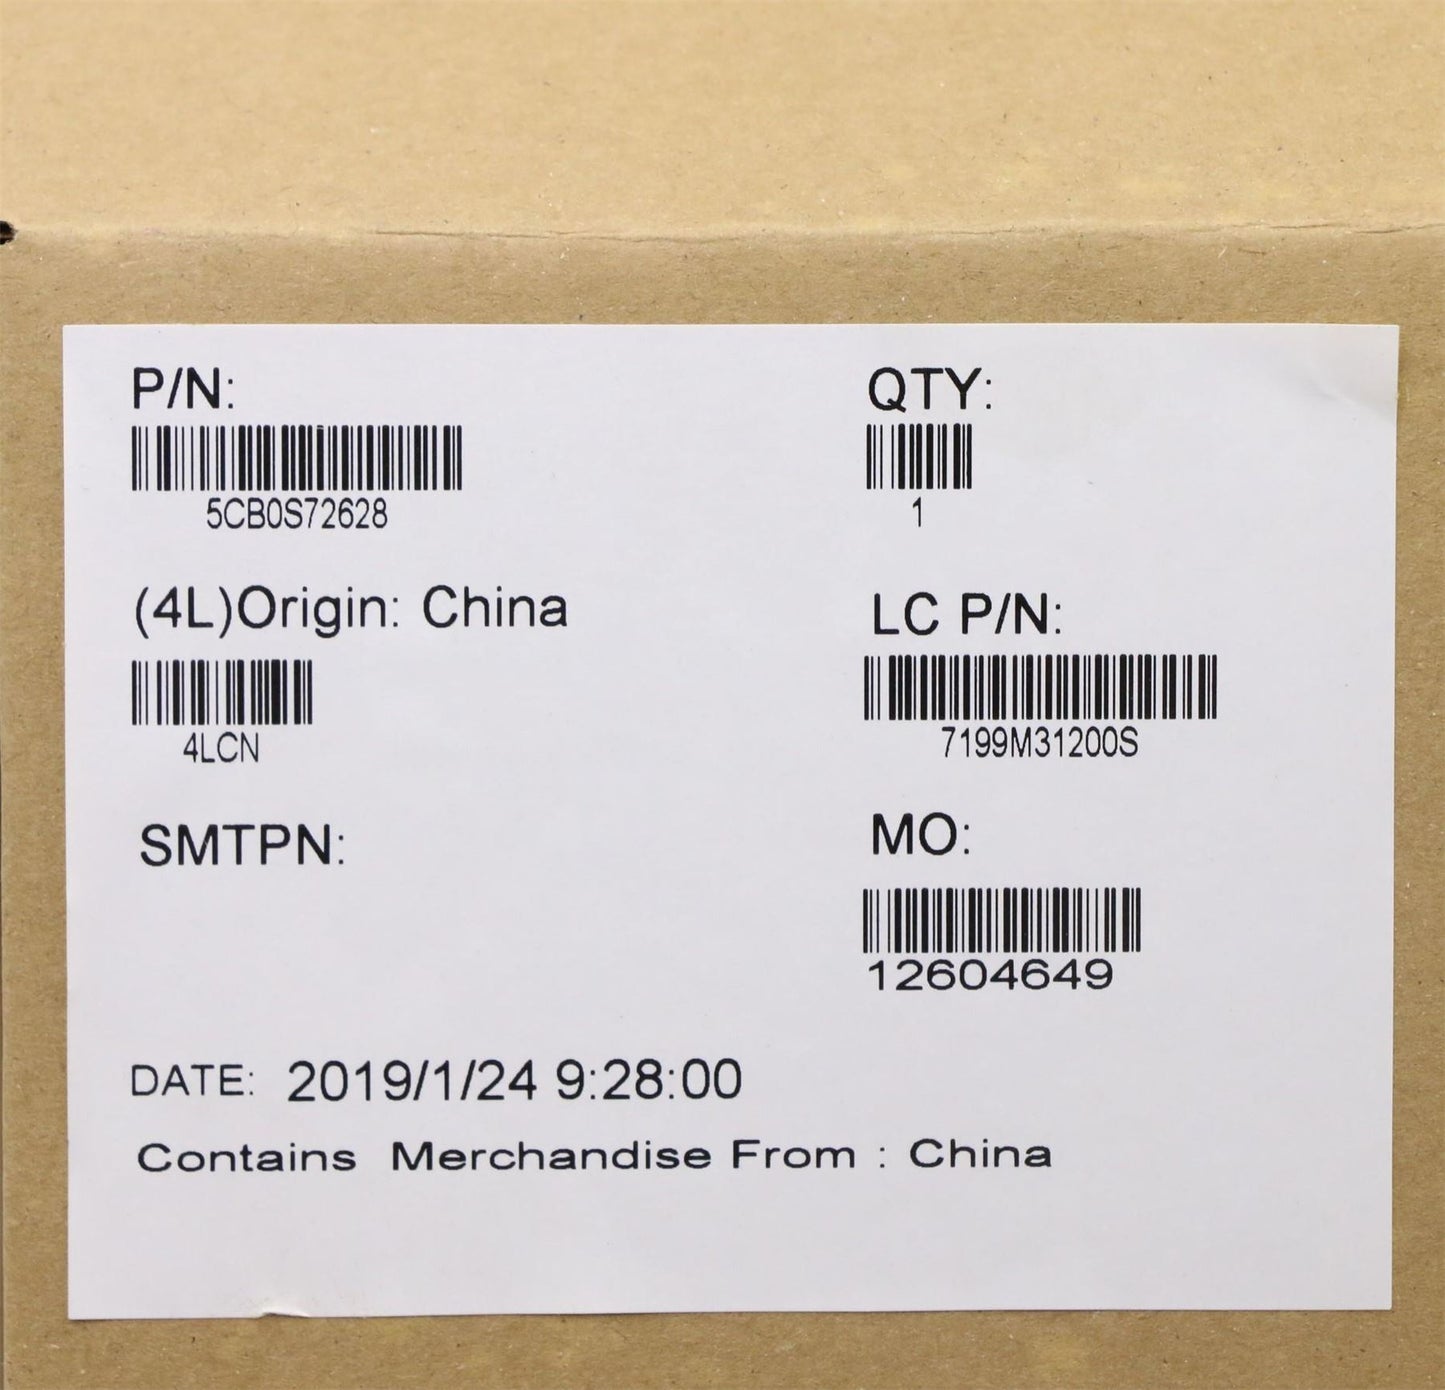 P/N:
5CB0S72628
QTY:
1
(4L)Origin: China
4LCN
LC P/N:
7199M31200S
SMTPN:
MO:
12604649
DATE: 2019/1/24 9:28:00
Contains Merchandise From : China